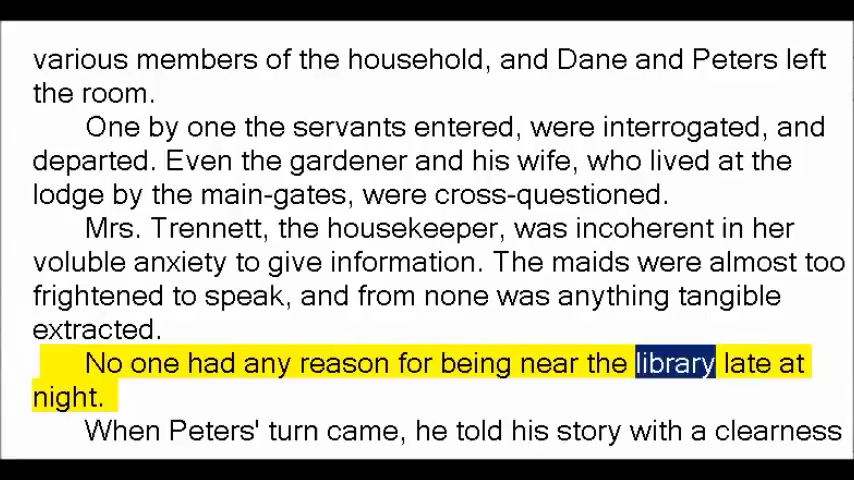 various members of the household, and Dane and Peters left
the room.
One by one the servants entered, were interrogated, and
departed. Even the gardener and his wife, who lived at the
lodge by the main-gates, were cross-questioned.
Mrs. Trennett, the housekeeper, was incoherent in her
voluble anxiety to give information. The maids were almost too
frightened to speak, and from none was anything tangible
extracted.
No one had any reason for being near the library late at
night.
When Peters' turn came, he told his story with a clearness